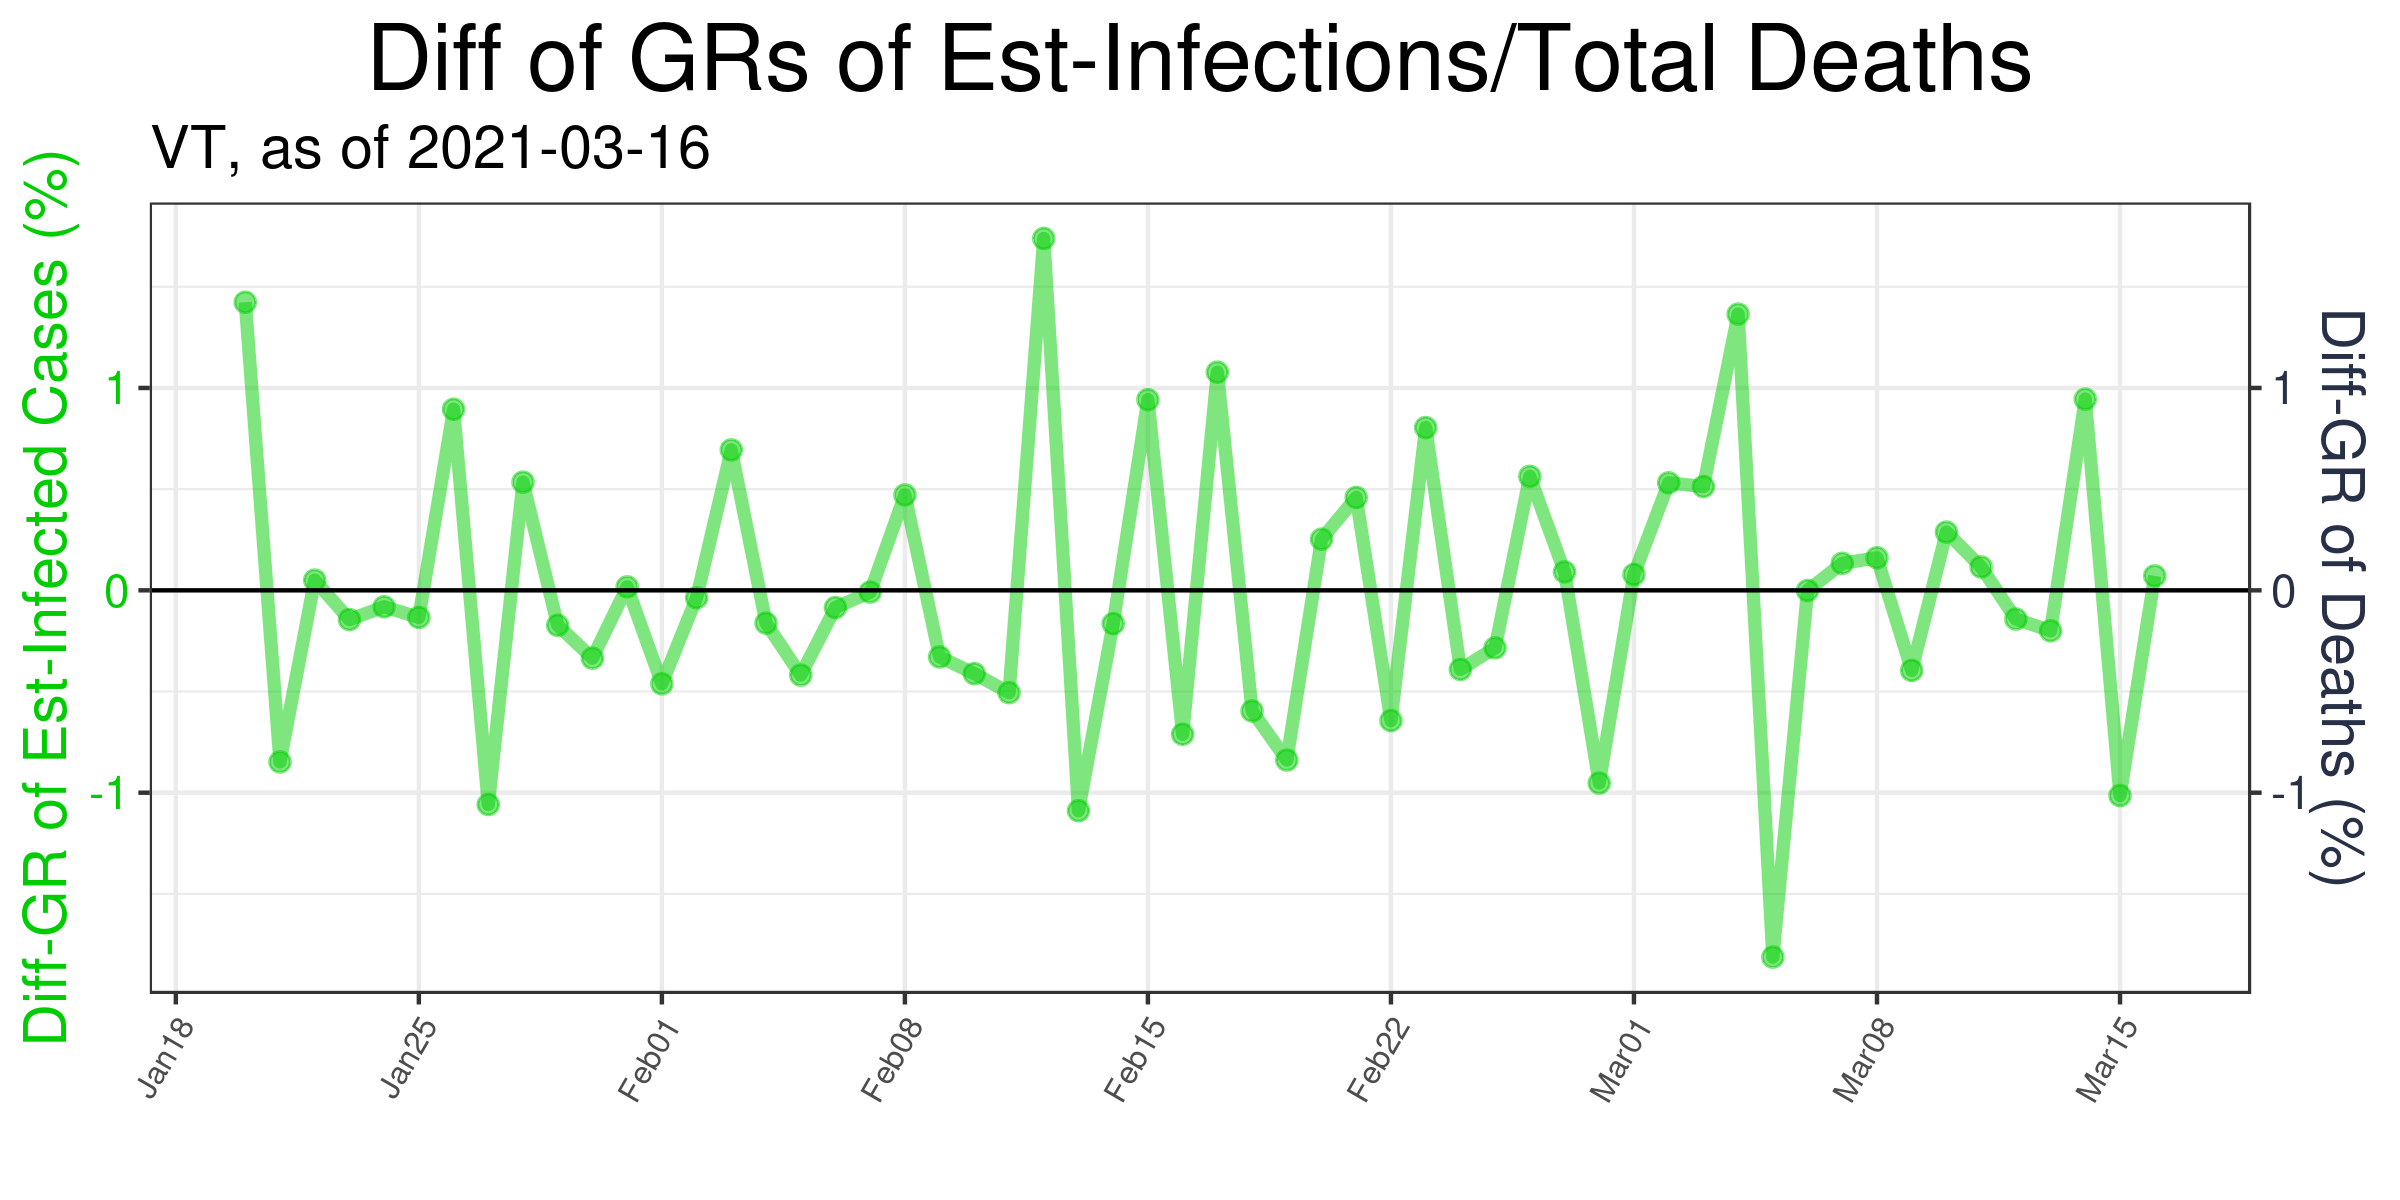 Diff of GRs of Est-Infections/Total Deaths
VT, as of 2021-03-16
Diff-GR of Est-Infected Cases (%)
1
0
-1
1
0
-1
Diff-GR of Deaths (%)
Jan18
Jan25
Feb01
Feb08
Feb15
Feb22
Mar01
Mar08
Mar15